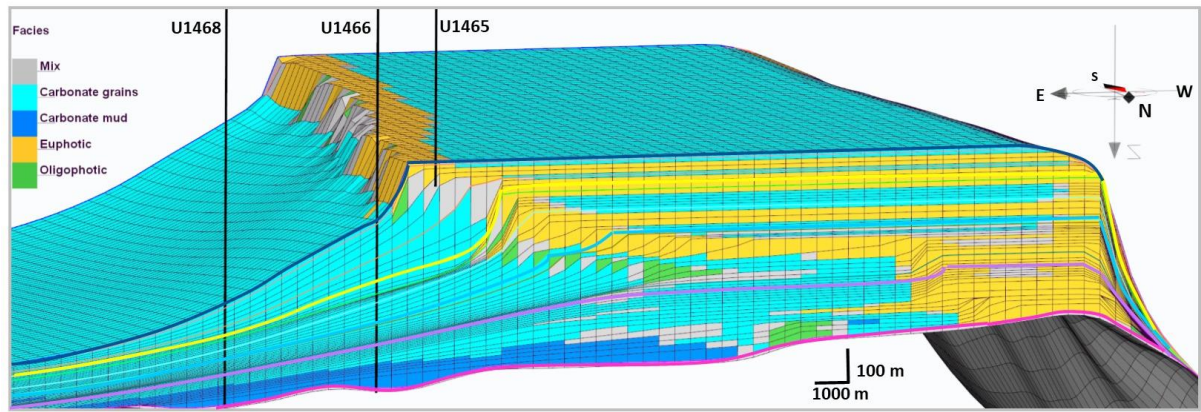 U1468
U1466
U1465
Facies
Mix
Carbonate grains
Carbonate mud
Euphotic
Oligophotic
S
E
W
N
Z
100 m
1000 m